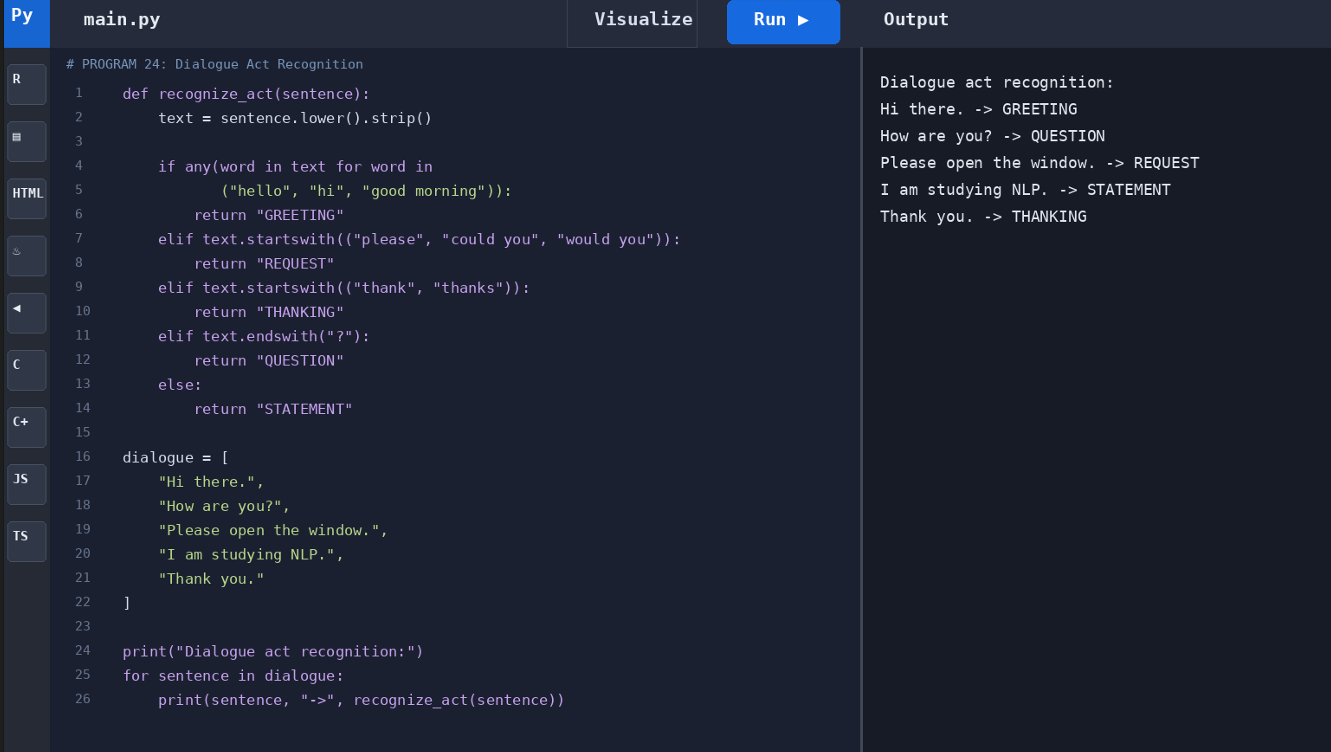 Py
main.py
Visualize
Run ▶
Output
R
▤
HTML
♨
◀
C
C+
JS
TS
# PROGRAM 24: Dialogue Act Recognition
1 def recognize_act(sentence):
2     text = sentence.lower().strip()
3
4     if any(word in text for word in
5            ("hello", "hi", "good morning")):
6         return "GREETING"
7     elif text.startswith(("please", "could you", "would you")):
8         return "REQUEST"
9     elif text.startswith(("thank", "thanks")):
10         return "THANKING"
11     elif text.endswith("?"):
12         return "QUESTION"
13     else:
14         return "STATEMENT"
15
16 dialogue = [
17     "Hi there.",
18     "How are you?",
19     "Please open the window.",
20     "I am studying NLP.",
21     "Thank you."
22 ]
23
24 print("Dialogue act recognition:")
25 for sentence in dialogue:
26     print(sentence, "->", recognize_act(sentence))
Dialogue act recognition:
Hi there. -> GREETING
How are you? -> QUESTION
Please open the window. -> REQUEST
I am studying NLP. -> STATEMENT
Thank you. -> THANKING